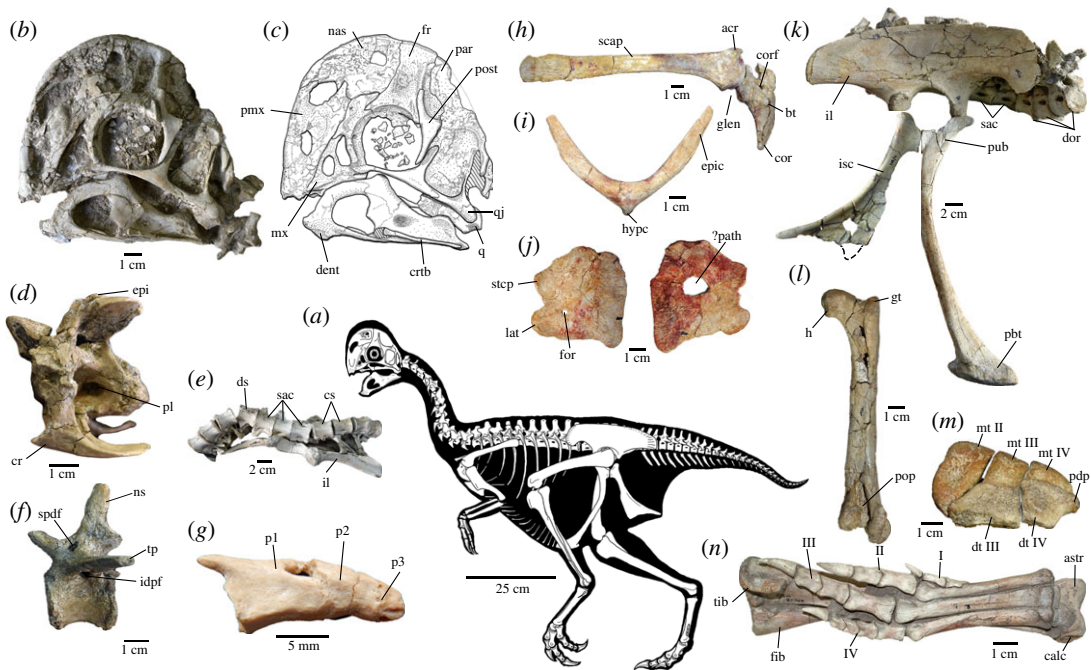 (b)
1 cm
(c)
nas
fr
par
post
pmx
mx
dent
crtb
qj
q
(h)
scap
acr
corf
bt
glen
cor
1 cm
(i)
epic
hypc
1 cm
(j)
stcp
lat
for
?path
1 cm
(k)
il
sac
dor
isc
pub
2 cm
pbt
(d)
epi
pl
cr
1 cm
(e)
ds
sac
cs
il
2 cm
(a)
25 cm
(f)
ns
spdf
tp
idpf
1 cm
(g)
p1
p2
p3
5 mm
(l)
gt
h
1 cm
pop
(m)
mt II
mt III
mt IV
pdp
dt III
dt IV
1 cm
(n)
III
II
I
astr
tib
fib
IV
1 cm
calc